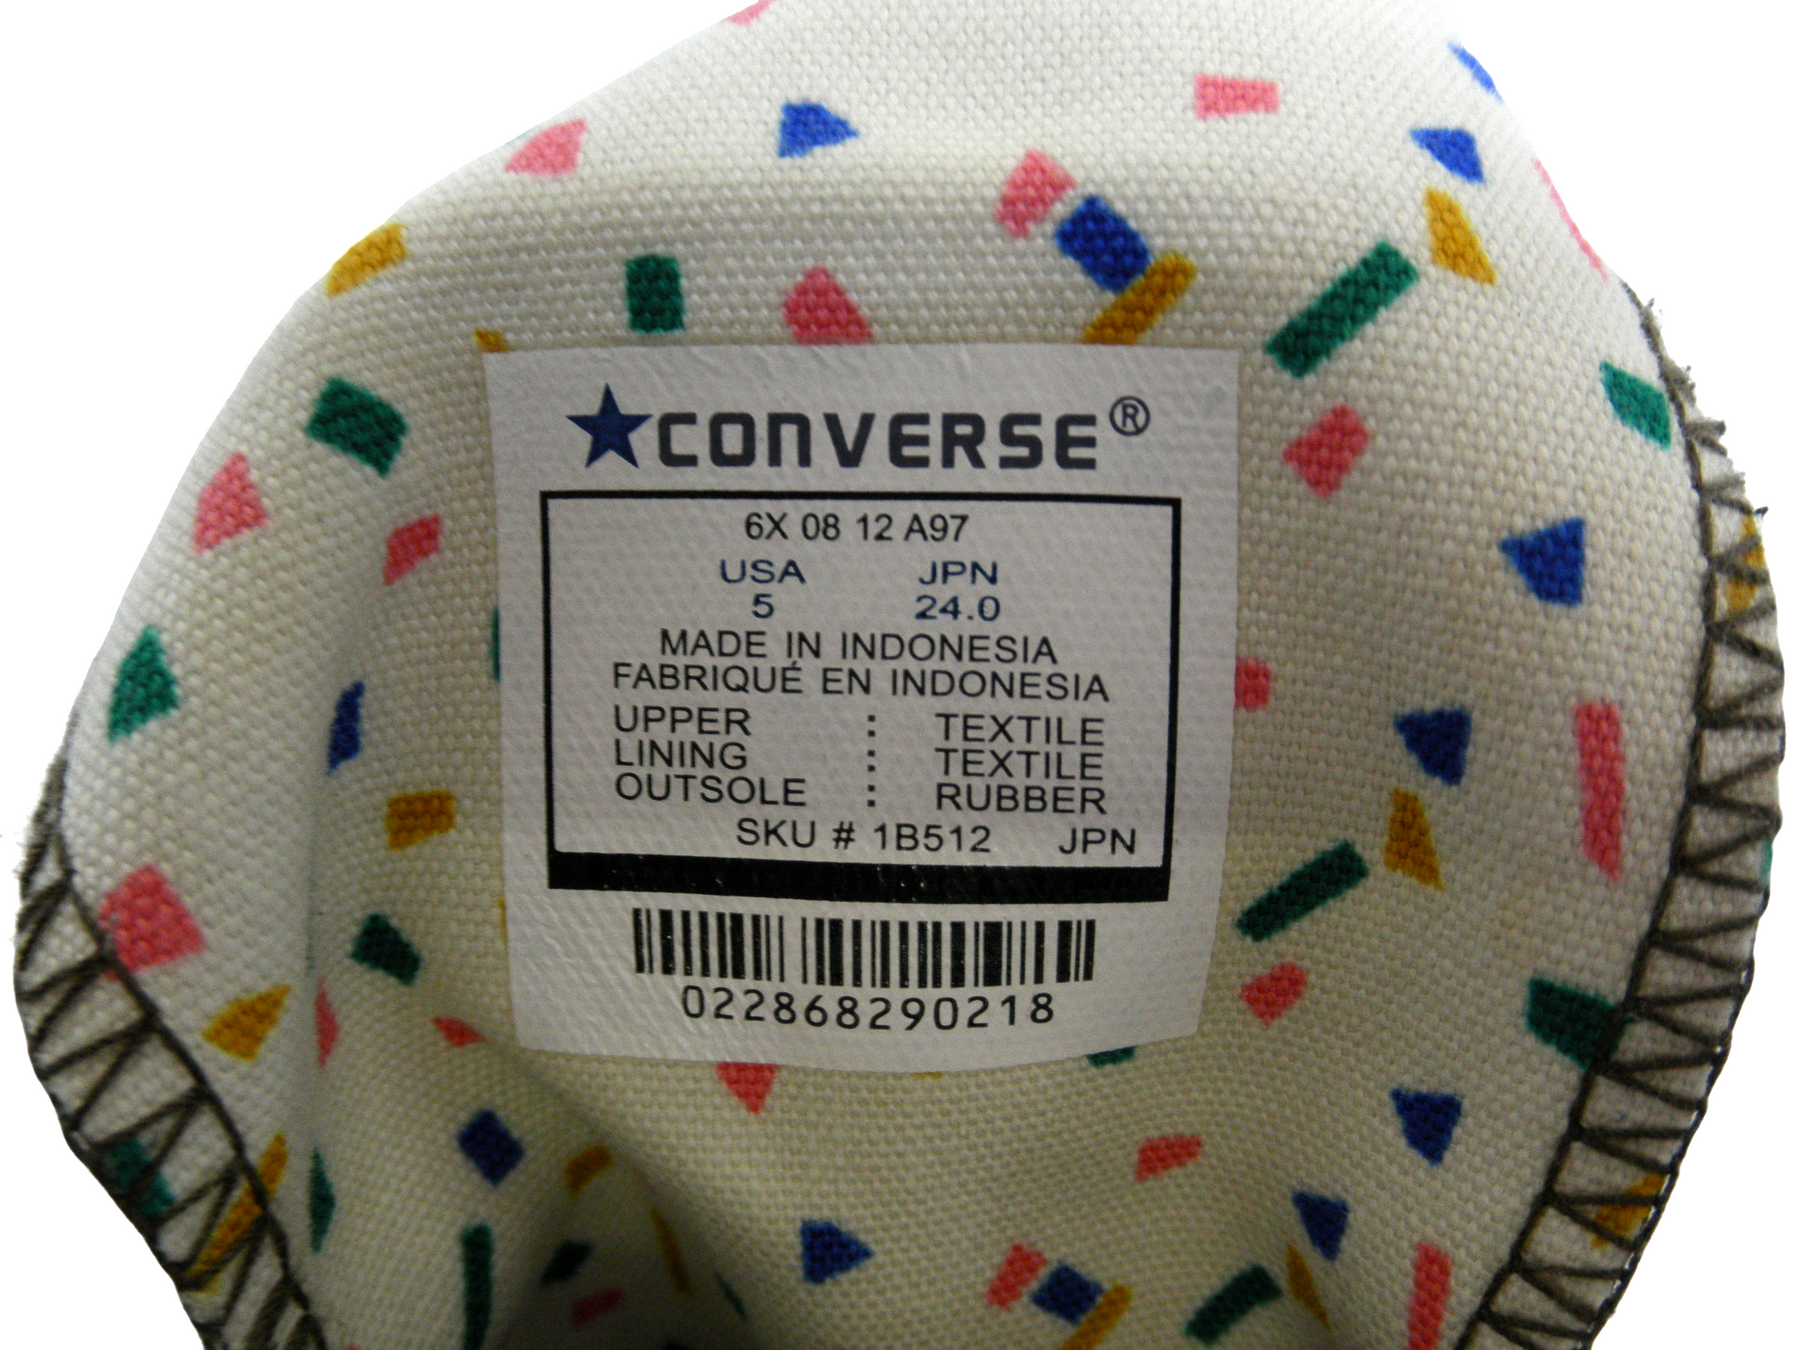 CONVERSE®
6X 08 12 A97
USA JPN
5 24.0
MADE IN INDONESIA
FABRIQUÉ EN INDONESIA
UPPER : TEXTILE
LINING : TEXTILE
OUTSOLE : RUBBER
SKU # 1B512 JPN
022868290218